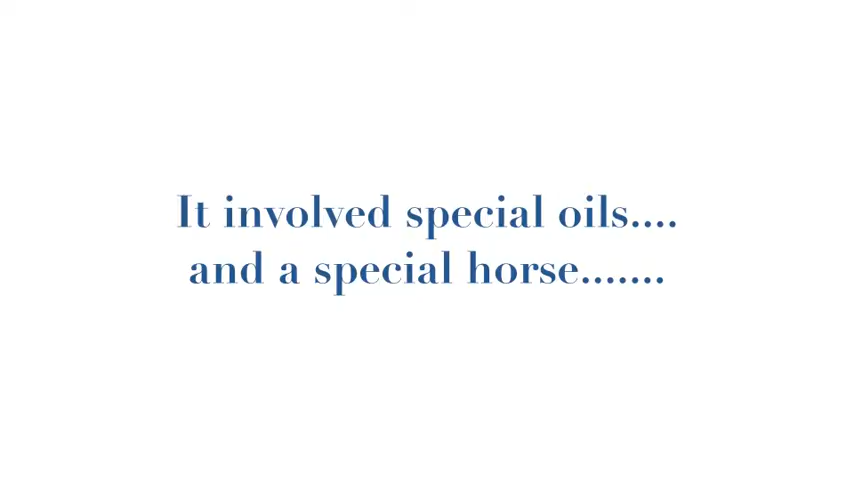 It involved special oils....
and a special horse.......